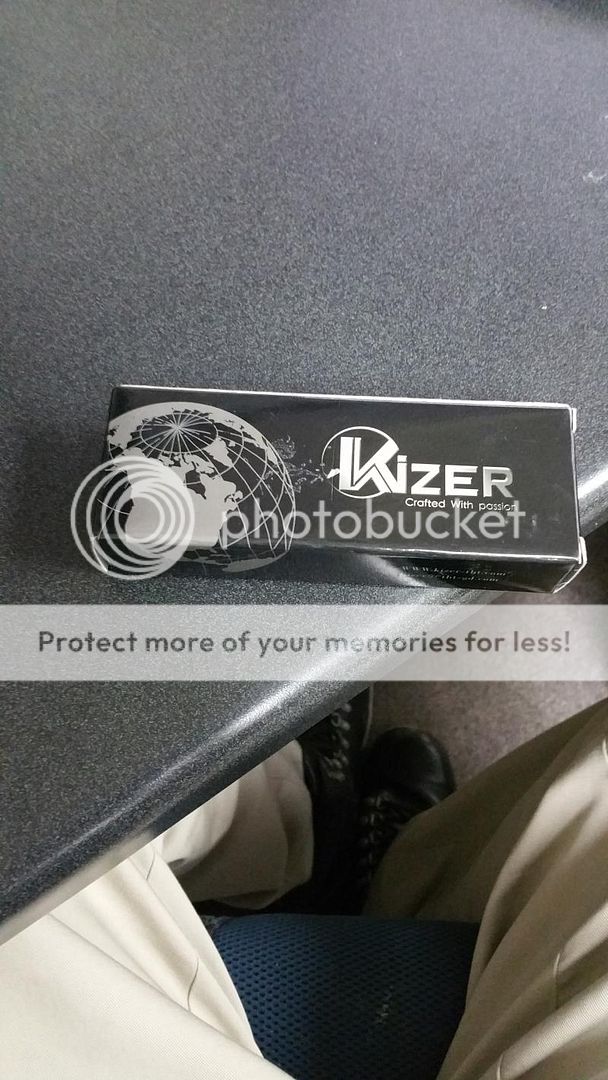 KiZER
Crafted With passion
photobucket
Protect more of your memories for less!